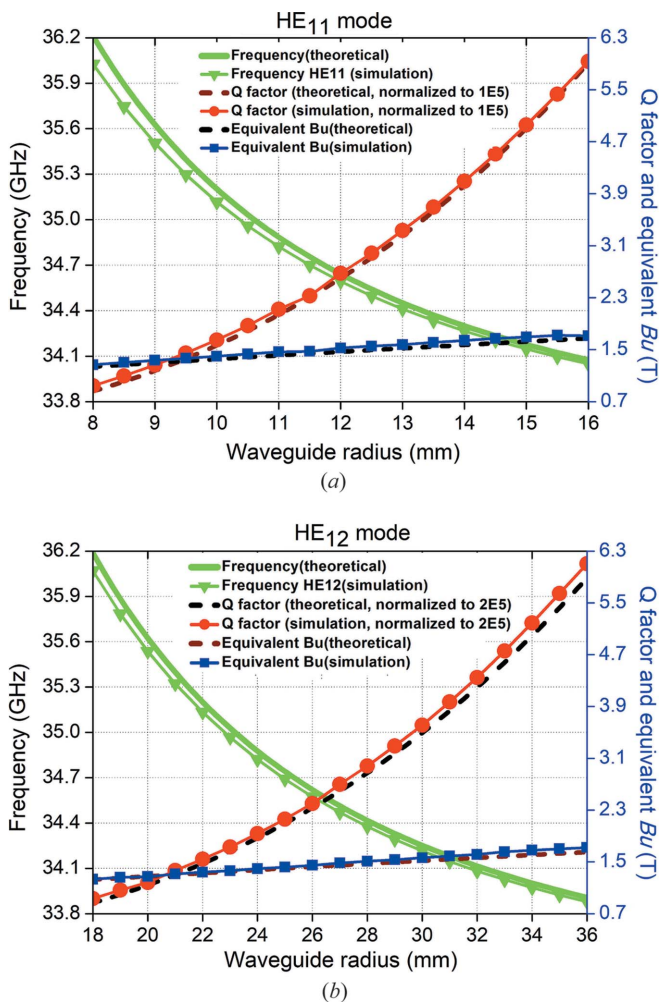 HE11 mode
Frequency(theoretical)
Frequency HE11 (simulation)
Q factor (theoretical, normalized to 1E5)
Q factor (simulation, normalized to 1E5)
Equivalent Bu(theoretical)
Equivalent Bu(simulation)
Frequency (GHz)
36.2
35.9
35.6
35.3
35.0
34.7
34.4
34.1
33.8
Q factor and equivalent Bu (T)
6.3
5.5
4.7
3.9
3.1
2.3
1.5
0.7
8 9 10 11 12 13 14 15 16
Waveguide radius (mm)
(a)
HE12 mode
Frequency(theoretical)
Frequency HE12(simulation)
Q factor (theoretical, normalized to 2E5)
Q factor (simulation, normalized to 2E5)
Equivalent Bu(theoretical)
Equivalent Bu(simulation)
Frequency (GHz)
36.2
35.9
35.6
35.3
35.0
34.7
34.4
34.1
33.8
Q factor and equivalent Bu (T)
6.3
5.5
4.7
3.9
3.1
2.3
1.5
0.7
18 20 22 24 26 28 30 32 34 36
Waveguide radius (mm)
(b)